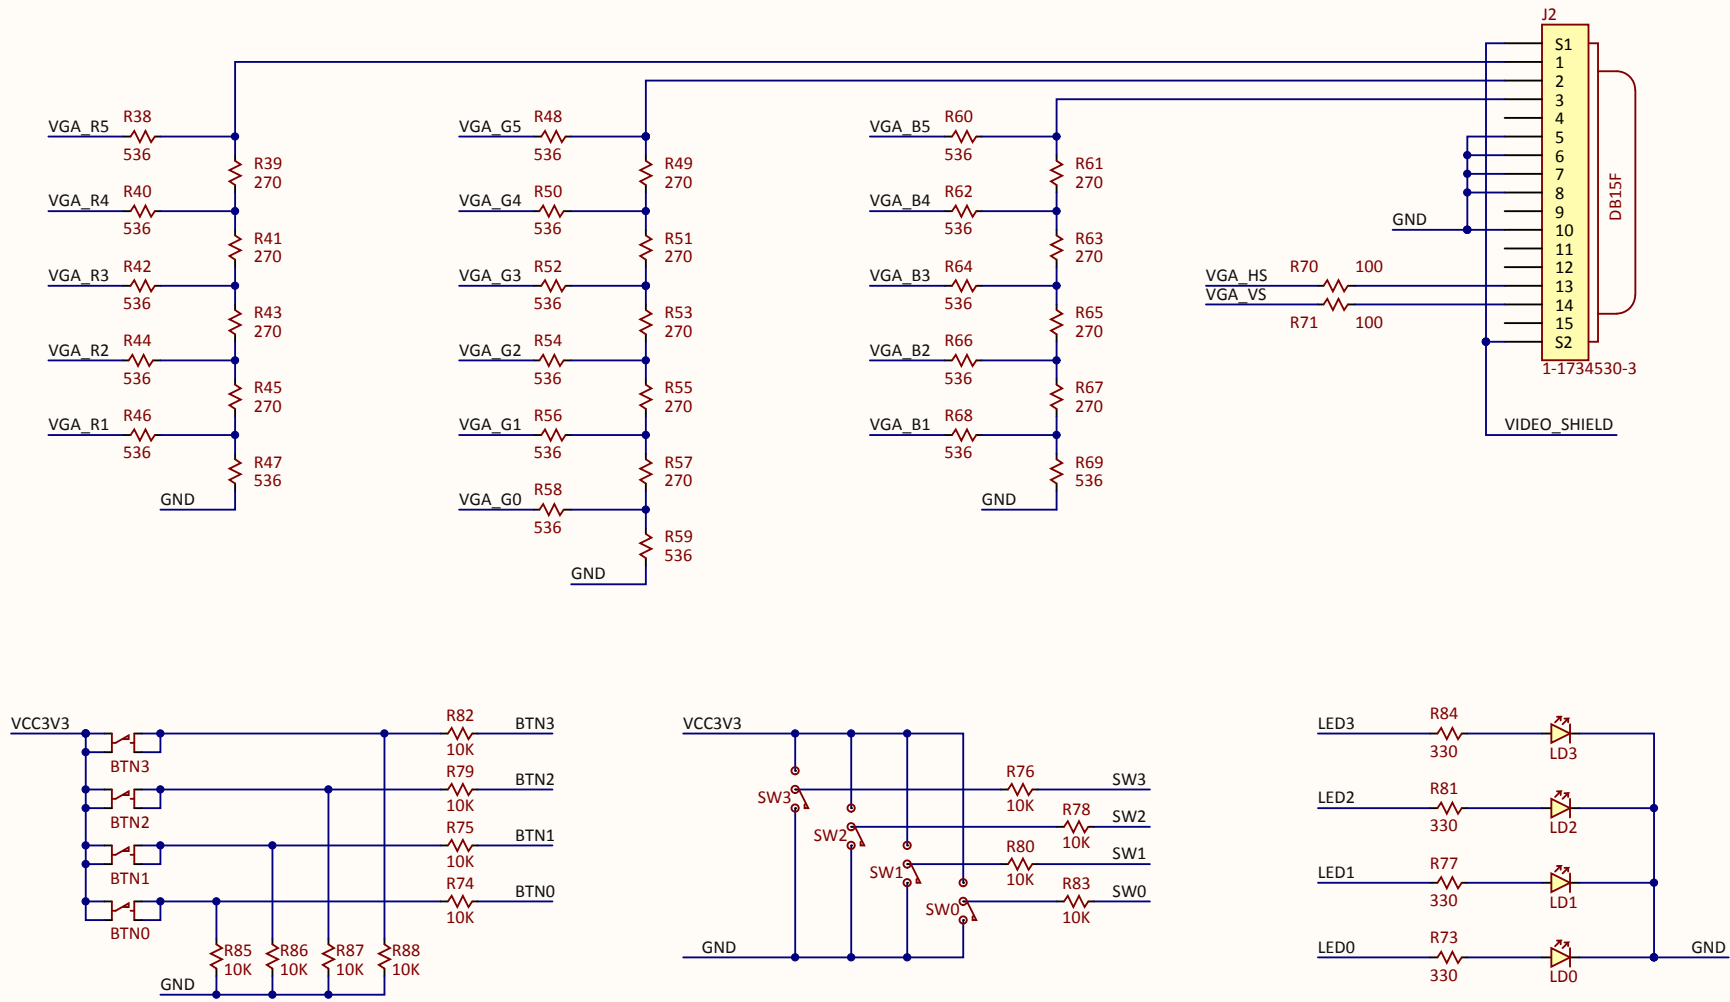 J2
S1
1
2
3
4
5
6
7
8
9
10
11
12
13
14
15
S2
DB15F
1-1734530-3
VIDEO_SHIELD
GND
VGA_HS
R70 100
VGA_VS
R71 100
VGA_R5
R38
536
R39
270
VGA_R4
R40
536
R41
270
VGA_R3
R42
536
R43
270
VGA_R2
R44
536
R45
270
VGA_R1
R46
536
R47
536
GND
VGA_G5
R48
536
R49
270
VGA_G4
R50
536
R51
270
VGA_G3
R52
536
R53
270
VGA_G2
R54
536
R55
270
VGA_G1
R56
536
R57
270
VGA_G0
R58
536
R59
536
GND
VGA_B5
R60
536
R61
270
VGA_B4
R62
536
R63
270
VGA_B3
R64
536
R65
270
VGA_B2
R66
536
R67
270
VGA_B1
R68
536
R69
536
GND
VCC3V3
BTN3
R82
10K
BTN3
BTN2
R79
10K
BTN2
BTN1
R75
10K
BTN1
BTN0
R74
10K
BTN0
R85
10K
R86
10K
R87
10K
R88
10K
GND
VCC3V3
SW3
R76
10K
SW3
SW2
R78
10K
SW2
SW1
R80
10K
SW1
SW0
R83
10K
SW0
GND
LED3
R84
330
LD3
LED2
R81
330
LD2
LED1
R77
330
LD1
LED0
R73
330
LD0
GND